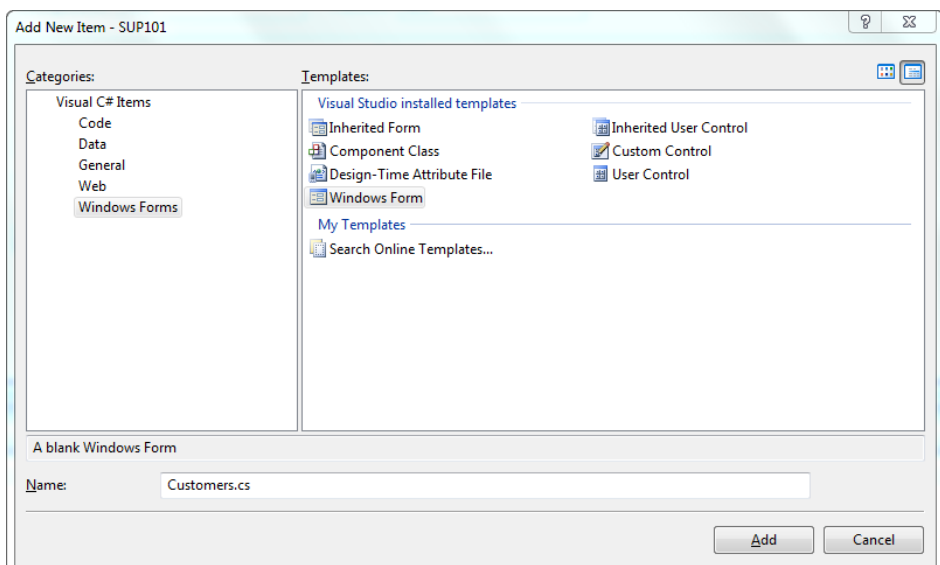 Add New Item - SUP101
Categories:
Templates:
Visual C# Items
Code
Data
General
Web
Windows Forms
Visual Studio installed templates
Inherited Form
Inherited User Control
Component Class
Custom Control
Design-Time Attribute File
User Control
Windows Form
My Templates
Search Online Templates...
A blank Windows Form
Name:
Customers.cs
Add
Cancel